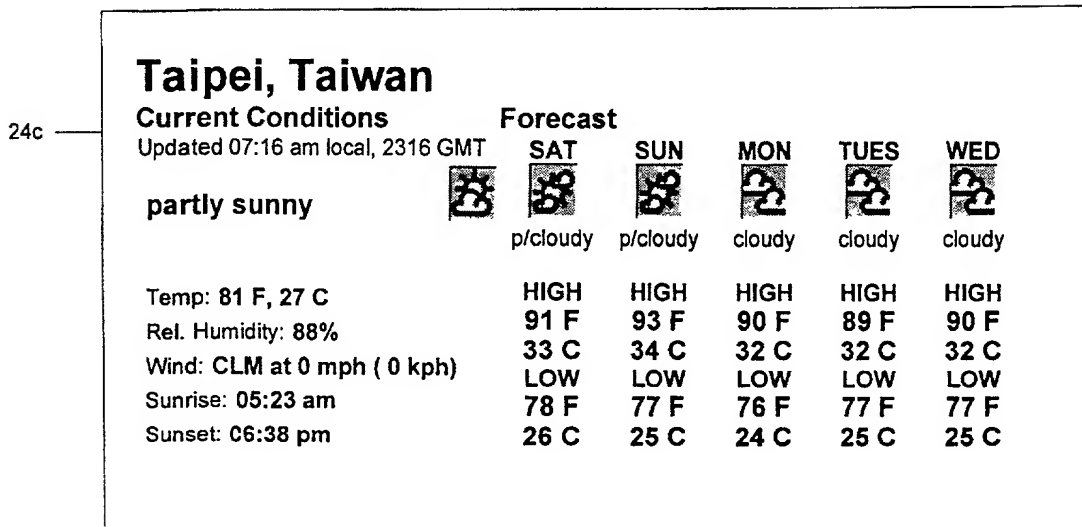 Taipei, Taiwan
Current Conditions Forecast
24c
Updated 07:16 am local, 2316 GMT SAT SUN MON TUES WED
partly sunny
p/cloudy p/cloudy cloudy cloudy cloudy
Temp: 81 F, 27 C HIGH HIGH HIGH HIGH HIGH
Rel. Humidity: 88% 91 F 93 F 90 F 89 F 90 F
33 C 34 C 32 C 32 C 32 C
Wind: CLM at 0 mph ( 0 kph) LOW LOW LOW LOW LOW
Sunrise: 05:23 am 78 F 77 F 76 F 77 F 77 F
Sunset: 06:38 pm 26 C 25 C 24 C 25 C 25 C